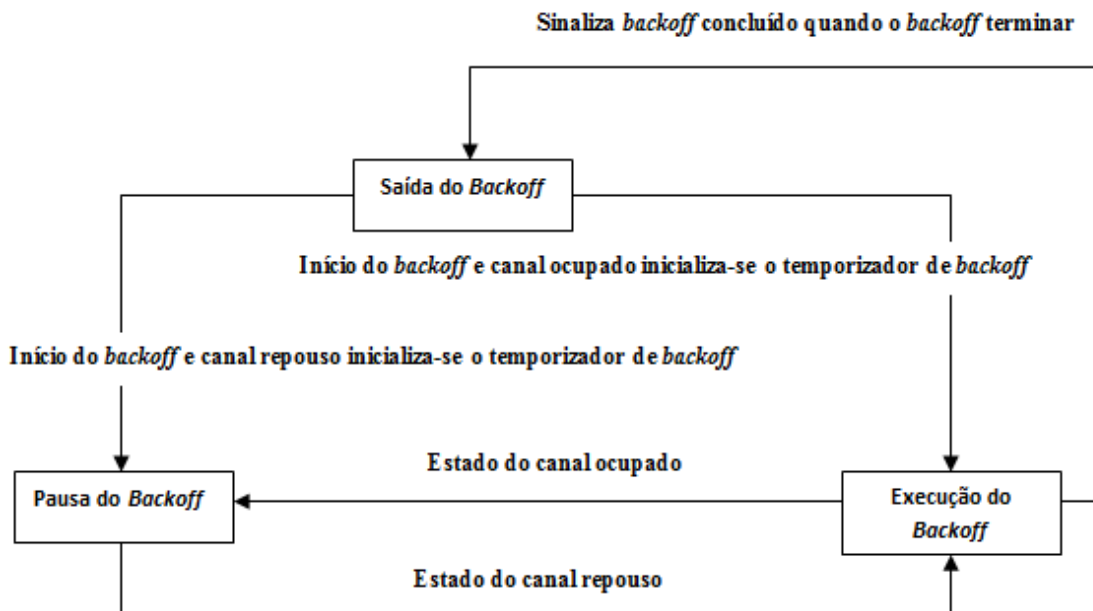 Sinaliza backoff concluído quando o backoff terminar
Saída do Backoff
Início do backoff e canal ocupado inicializa-se o temporizador de backoff
Início do backoff e canal repouso inicializa-se o temporizador de backoff
Estado do canal ocupado
Pausa do Backoff
Execução do
Backoff
Estado do canal repouso